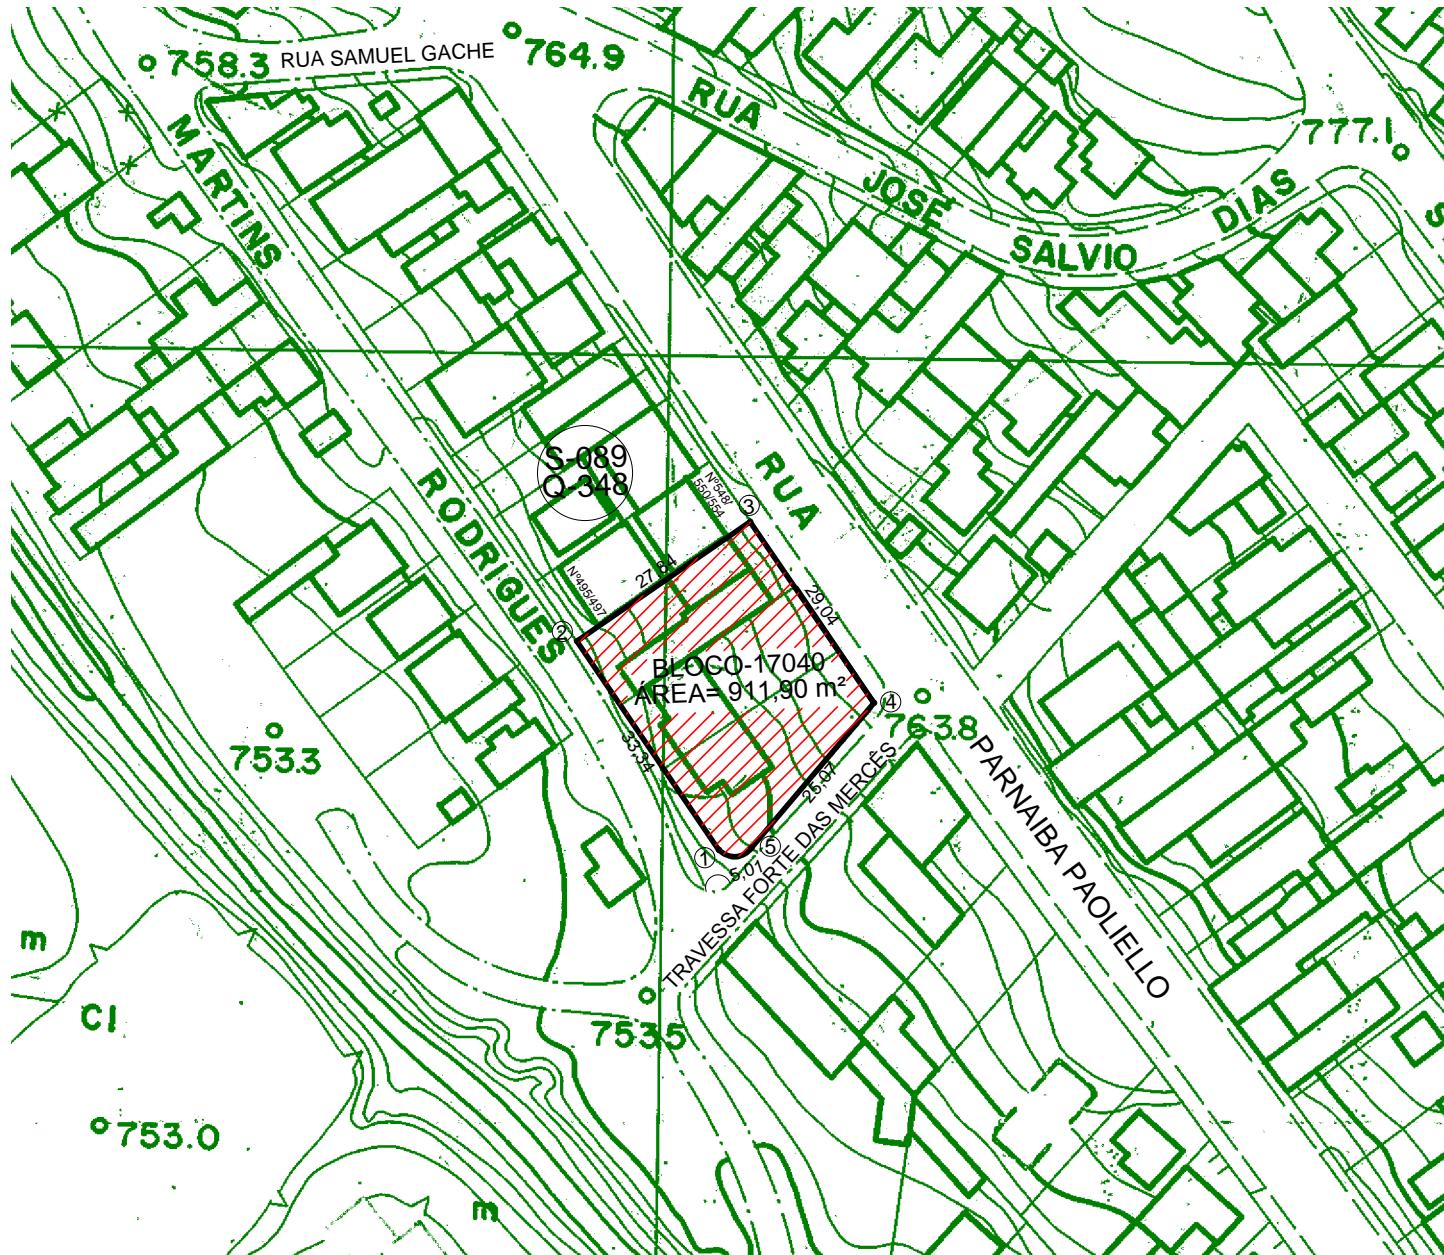 758.3
RUA SAMUEL GACHE
764.9
RUA
JOSE
SALVIO
DIAS
777.1
S
MARTINS
RODRIGUES
S-089
Q-348
RUA
Nº548/
550/554
3
27,84
Nº495/497
29,04
2
BLOCO-17040
ÁREA= 911,90 m²
4
763.8
753.3
33,34
25,07
PARNAIBA PAOLIELLO
1
5
5,07
TRAVESSA FORTE DAS MERCÊS
m
CI
753.5
753.0
m